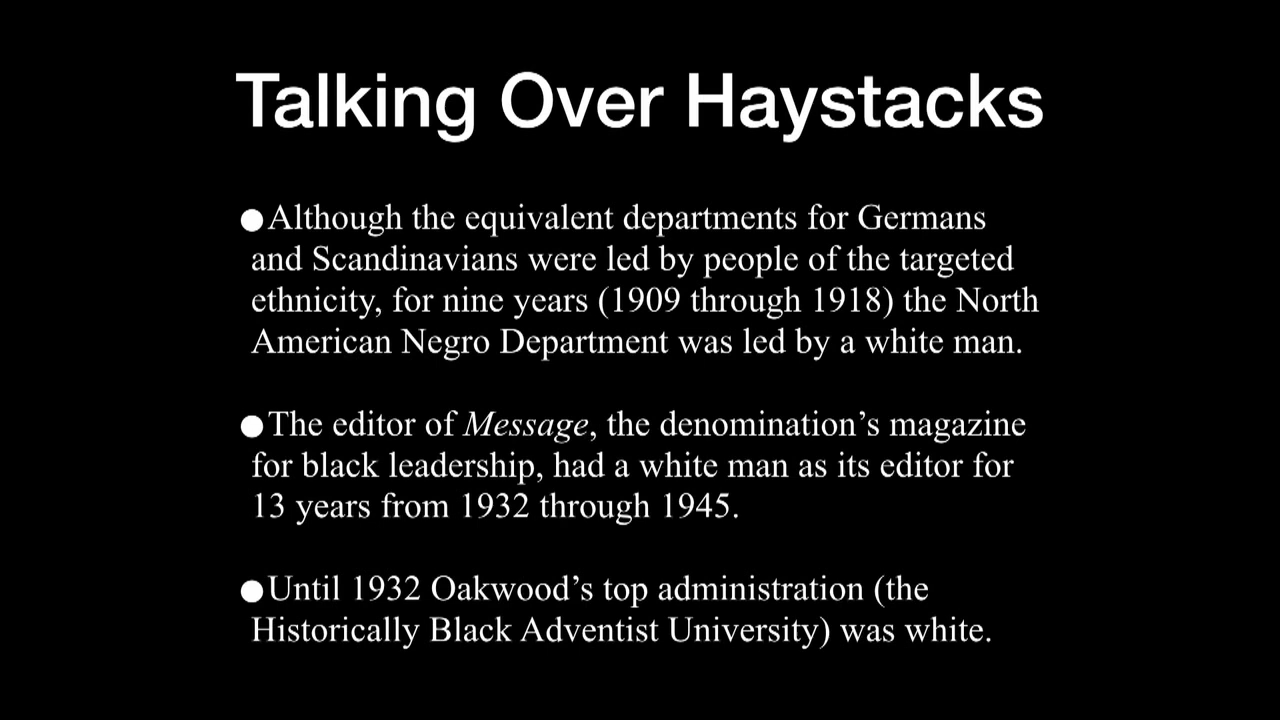 Talking Over Haystacks
●Although the equivalent departments for Germans
and Scandinavians were led by people of the targeted
ethnicity, for nine years (1909 through 1918) the North
American Negro Department was led by a white man.
●The editor of Message, the denomination’s magazine
for black leadership, had a white man as its editor for
13 years from 1932 through 1945.
●Until 1932 Oakwood’s top administration (the
Historically Black Adventist University) was white.